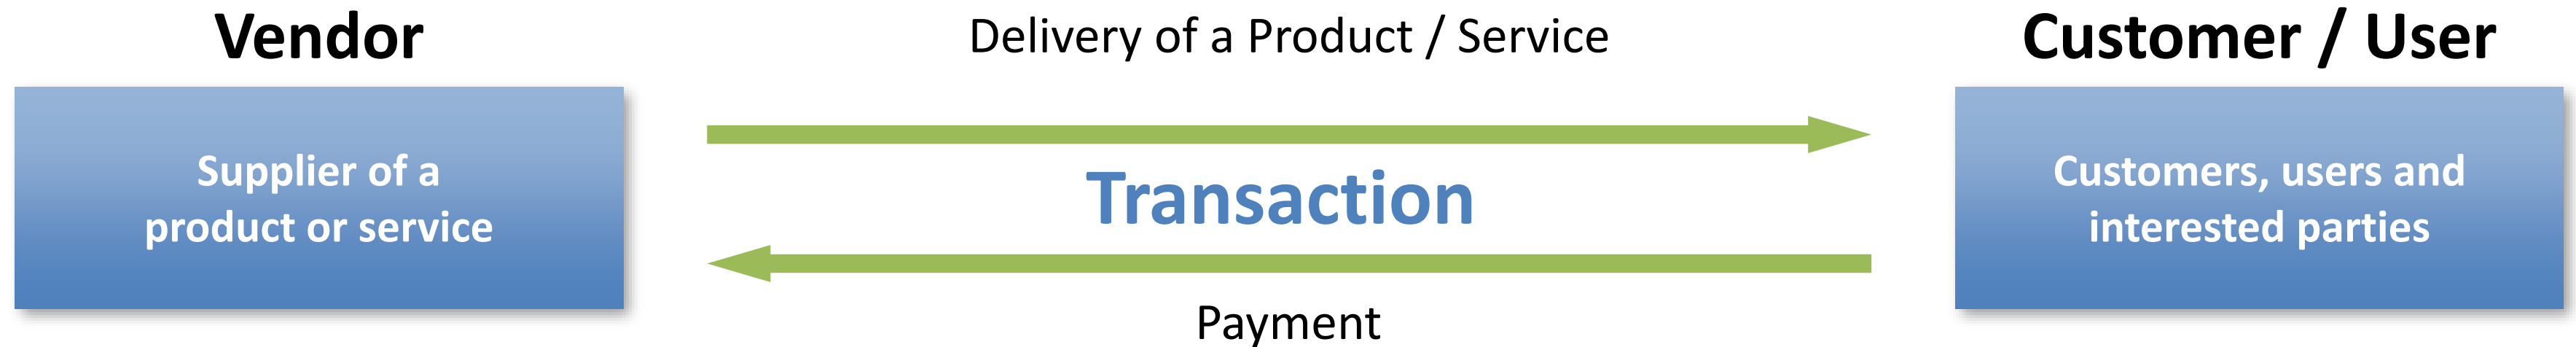 Vendor
Delivery of a Product / Service
Customer / User
Supplier of a
product or service
Transaction
Customers, users and
interested parties
Payment